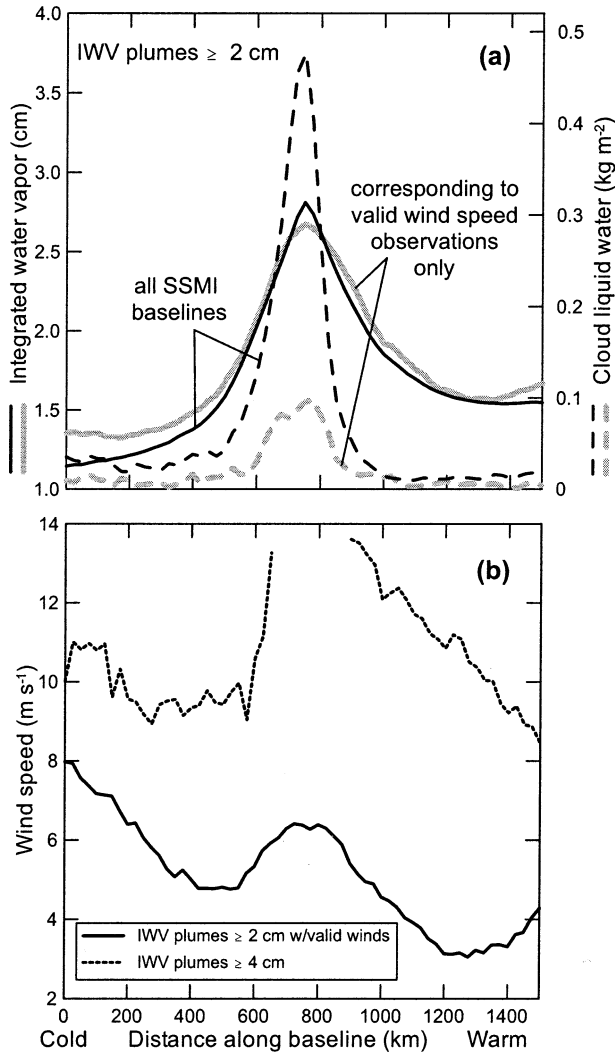 4.0
3.5
3.0
2.5
2.0
1.5
1.0
Integrated water vapor (cm)
IWV plumes ≥ 2 cm
(a)
corresponding to
valid wind speed
observations
only
all SSMI
baselines
0.5
0.4
0.3
0.2
0.1
0
Cloud liquid water (kg m-2)
14
12
10
8
6
4
2
Wind speed (m s-1)
(b)
IWV plumes ≥ 2 cm w/valid winds
IWV plumes ≥ 4 cm
0 200 400 600 800 1000 1200 1400
Cold Distance along baseline (km) Warm